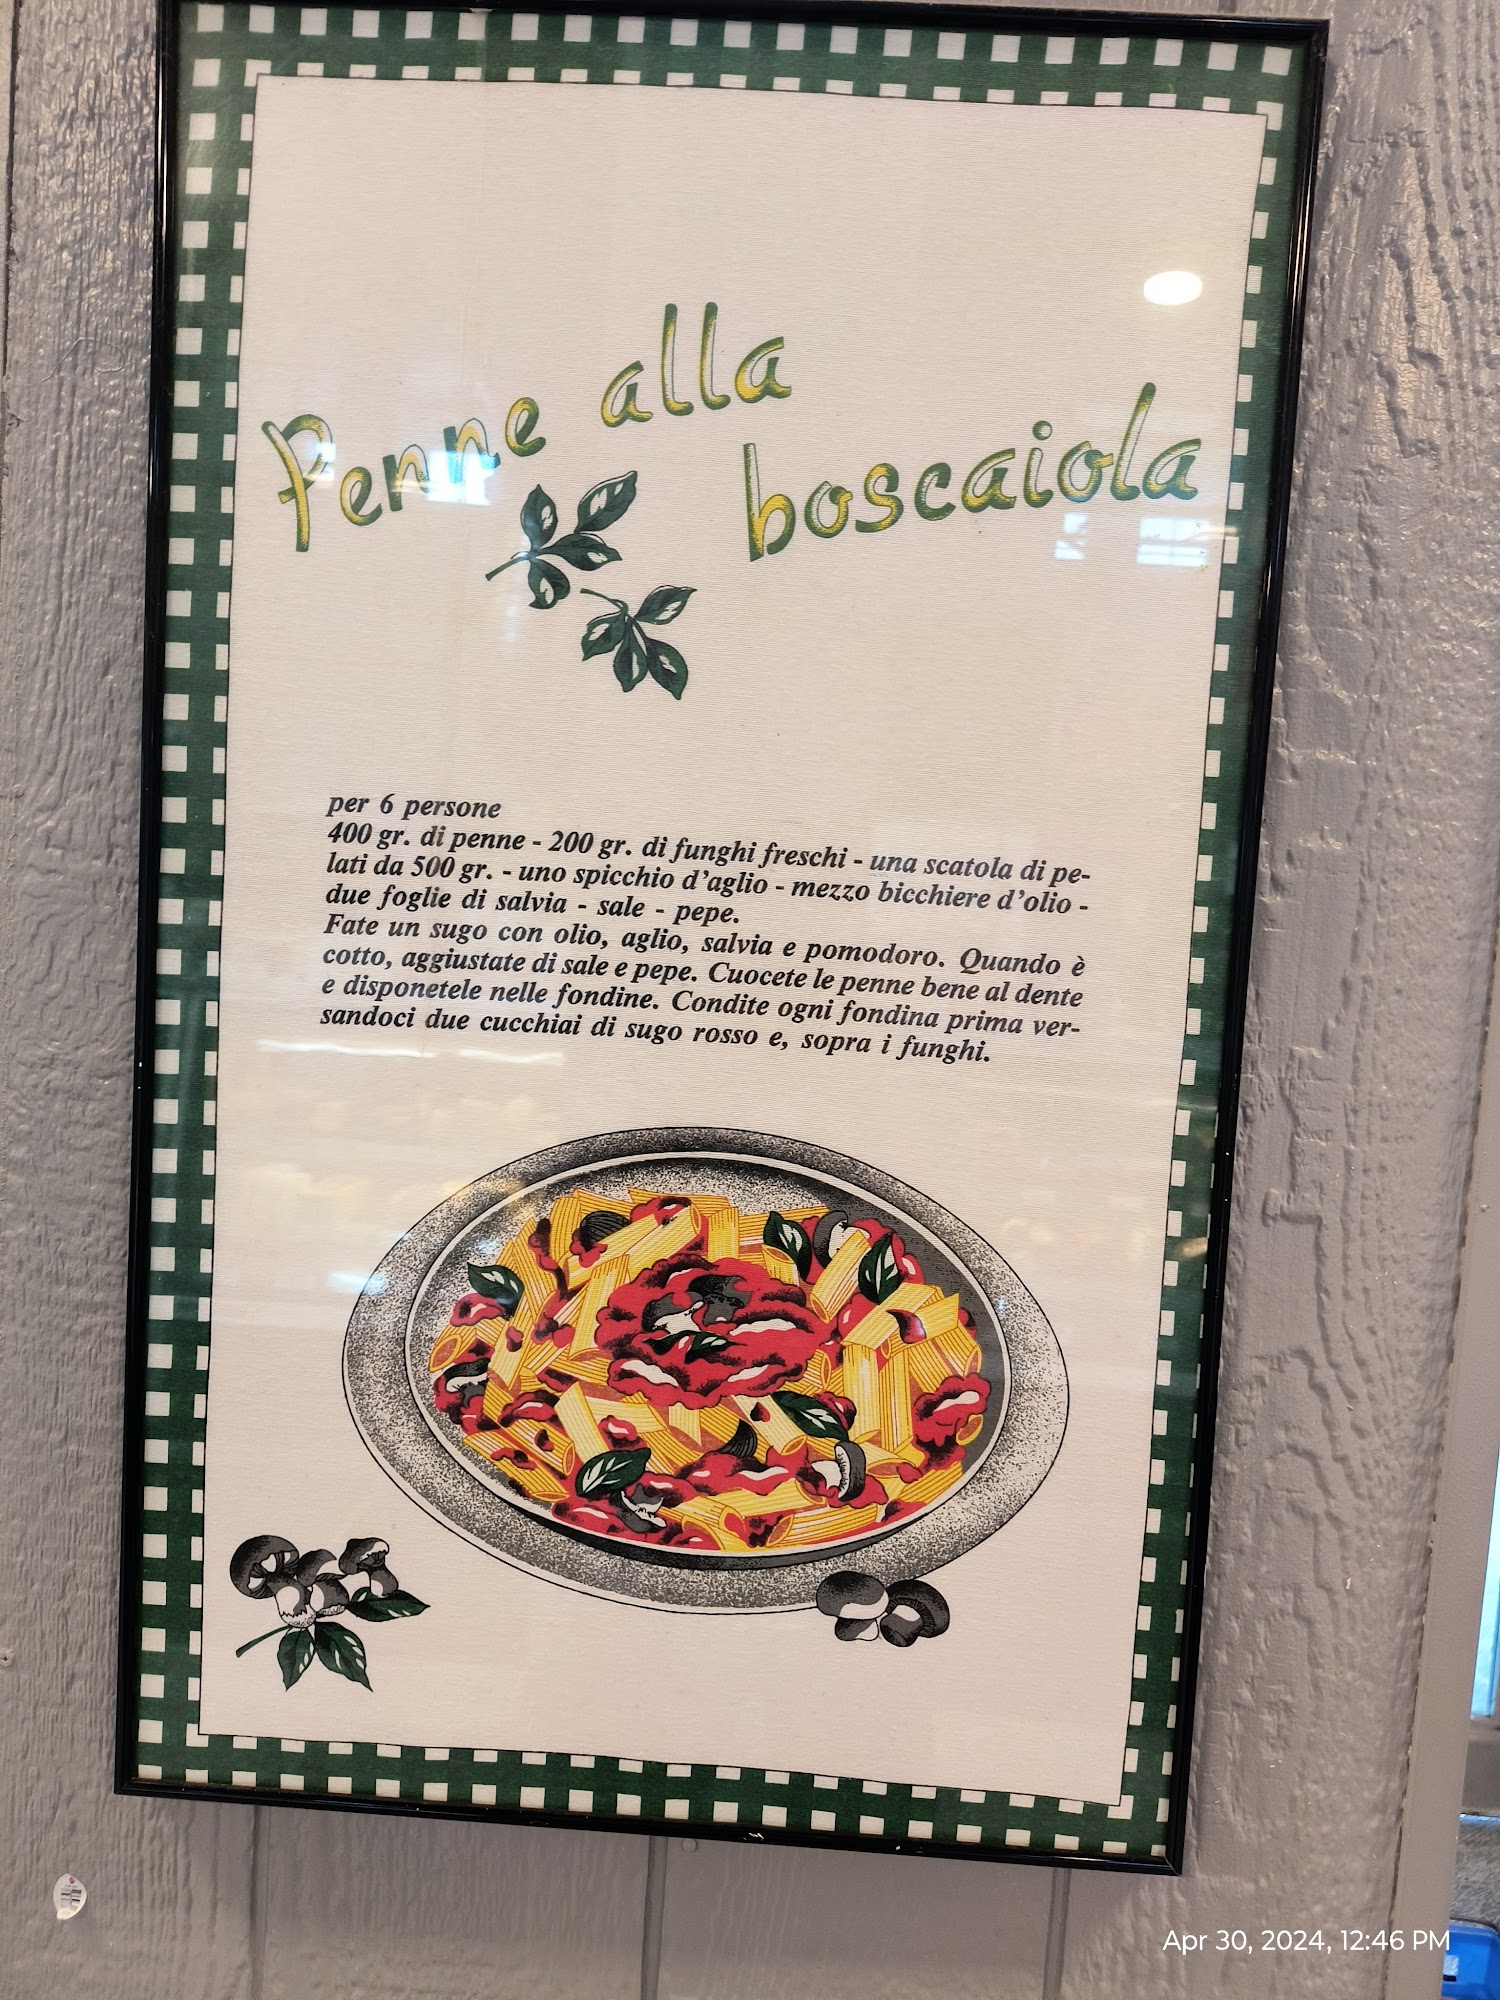 Penne alla
boscaiola
per 6 persone
400 gr. di penne - 200 gr. di funghi freschi - una scatola di pe-
lati da 500 gr. - uno spicchio d'aglio - mezzo bicchiere d'olio -
due foglie di salvia - sale - pepe.
Fate un sugo con olio, aglio, salvia e pomodoro. Quando è
cotto, aggiustate di sale e pepe. Cuocete le penne bene al dente
e disponetele nelle fondine. Condite ogni fondina prima ver-
sandoci due cucchiai di sugo rosso e, sopra i funghi.
Apr 30, 2024, 12:46 PM